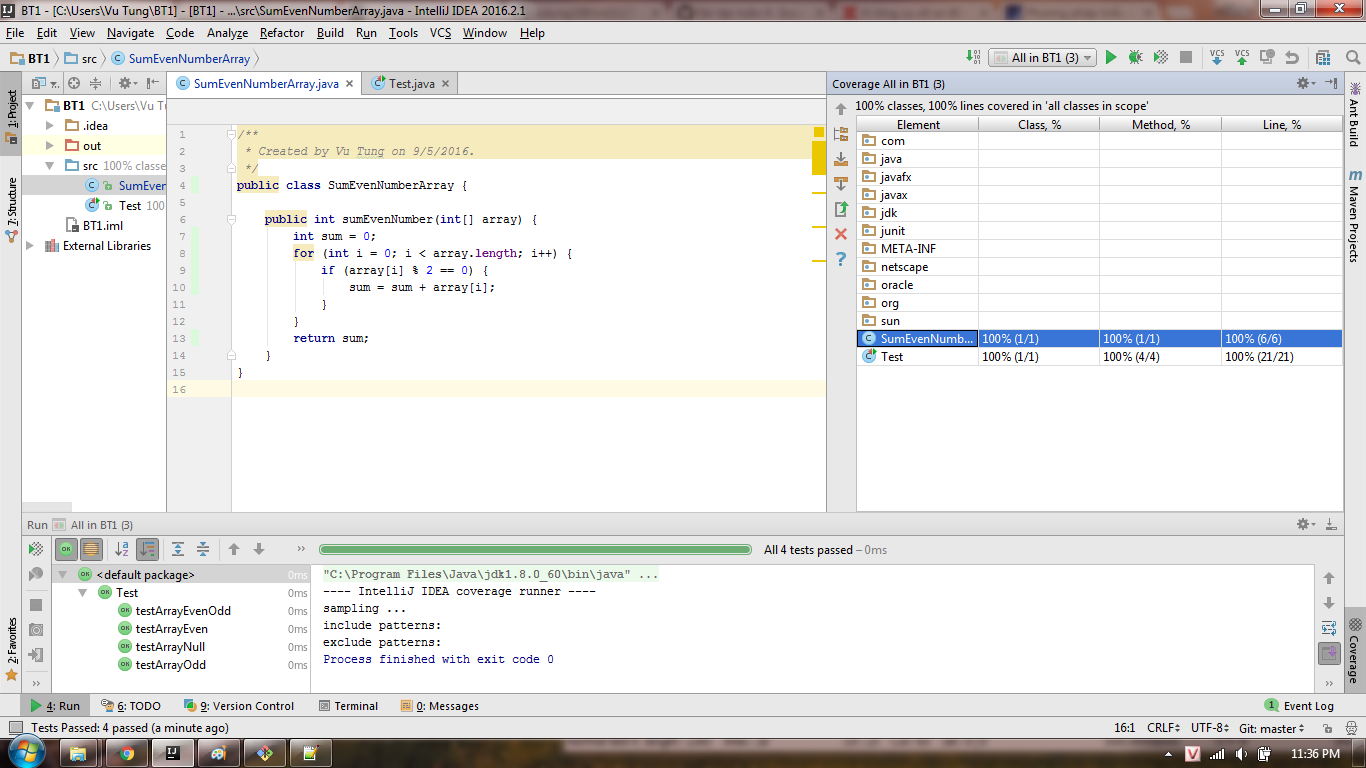 BT1 - [C:\Users\Vu Tung\BT1] - [BT1] - ...\src\SumEvenNumberArray.java - IntelliJ IDEA 2016.2.1
File Edit View Navigate Code Analyze Refactor Build Run Tools VCS Window Help
BT1 src SumEvenNumberArray All in BT1 (3) VCS VCS
1: Project
7: Structure
2: Favorites
BT1 C:\Users\Vu Tu
.idea
out
src 100% classe
SumEven
Test 100
BT1.iml
External Libraries
SumEvenNumberArray.java Test.java
1 /**
2 * Created by Vu Tung on 9/5/2016.
3 */
4 public class SumEvenNumberArray {
5
6 public int sumEvenNumber(int[] array) {
7 int sum = 0;
8 for (int i = 0; i < array.length; i++) {
9 if (array[i] % 2 == 0) {
10 sum = sum + array[i];
11 }
12 }
13 return sum;
14 }
15 }
16
Coverage All in BT1 (3)
100% classes, 100% lines covered in 'all classes in scope'
Element Class, % Method, % Line, %
com
java
javafx
javax
jdk
junit
META-INF
netscape
oracle
org
sun
SumEvenNumb... 100% (1/1) 100% (1/1) 100% (6/6)
Test 100% (1/1) 100% (4/4) 100% (21/21)
Ant Build
Maven Projects
Coverage
Run All in BT1 (3)
All 4 tests passed – 0ms
<default package> 0ms
Test 0ms
testArrayEvenOdd 0ms
testArrayEven 0ms
testArrayNull 0ms
testArrayOdd 0ms
"C:\Program Files\Java\jdk1.8.0_60\bin\java" ...
---- IntelliJ IDEA coverage runner ----
sampling ...
include patterns:
exclude patterns:
Process finished with exit code 0
4: Run 6: TODO 9: Version Control Terminal 0: Messages 1 Event Log
Tests Passed: 4 passed (a minute ago) 16:1 CRLF UTF-8 Git: master
11:36 PM